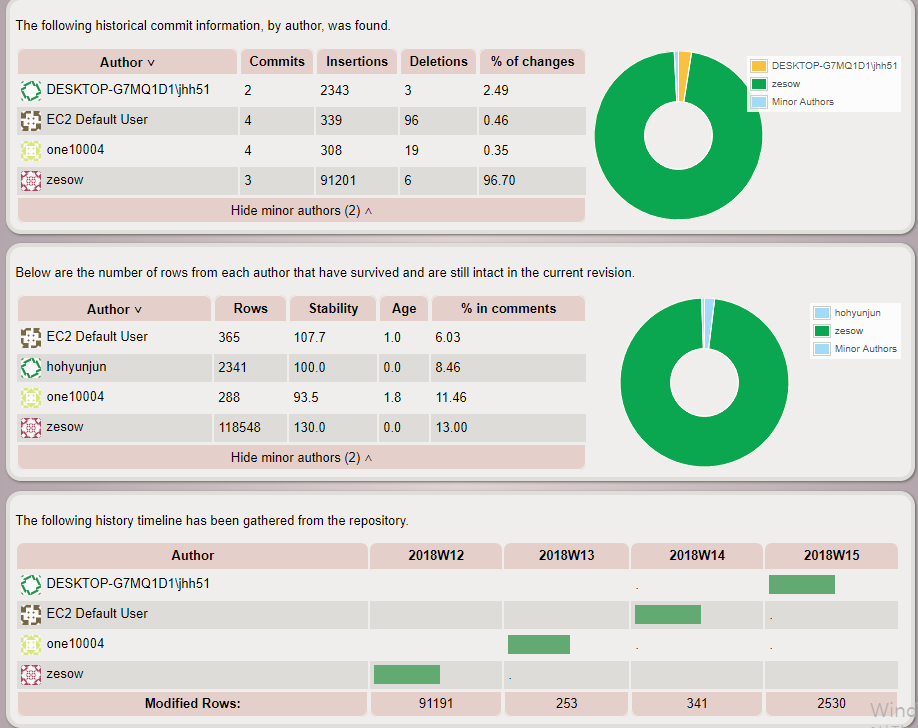 The following historical commit information, by author, was found.
Author ∨ Commits Insertions Deletions % of changes
DESKTOP-G7MQ1D1\jhh51 2 2343 3 2.49
EC2 Default User 4 339 96 0.46
one10004 4 308 19 0.35
zesow 3 91201 6 96.70
Hide minor authors (2) ∧
DESKTOP-G7MQ1D1\jhh51
zesow
Minor Authors
Below are the number of rows from each author that have survived and are still intact in the current revision.
Author ∨ Rows Stability Age % in comments
EC2 Default User 365 107.7 1.0 6.03
hohyunjun 2341 100.0 0.0 8.46
one10004 288 93.5 1.8 11.46
zesow 118548 130.0 0.0 13.00
Hide minor authors (2) ∧
hohyunjun
zesow
Minor Authors
The following history timeline has been gathered from the repository.
Author 2018W12 2018W13 2018W14 2018W15
DESKTOP-G7MQ1D1\jhh51 .
EC2 Default User .
one10004 . .
zesow .
Modified Rows: 91191 253 341 2530